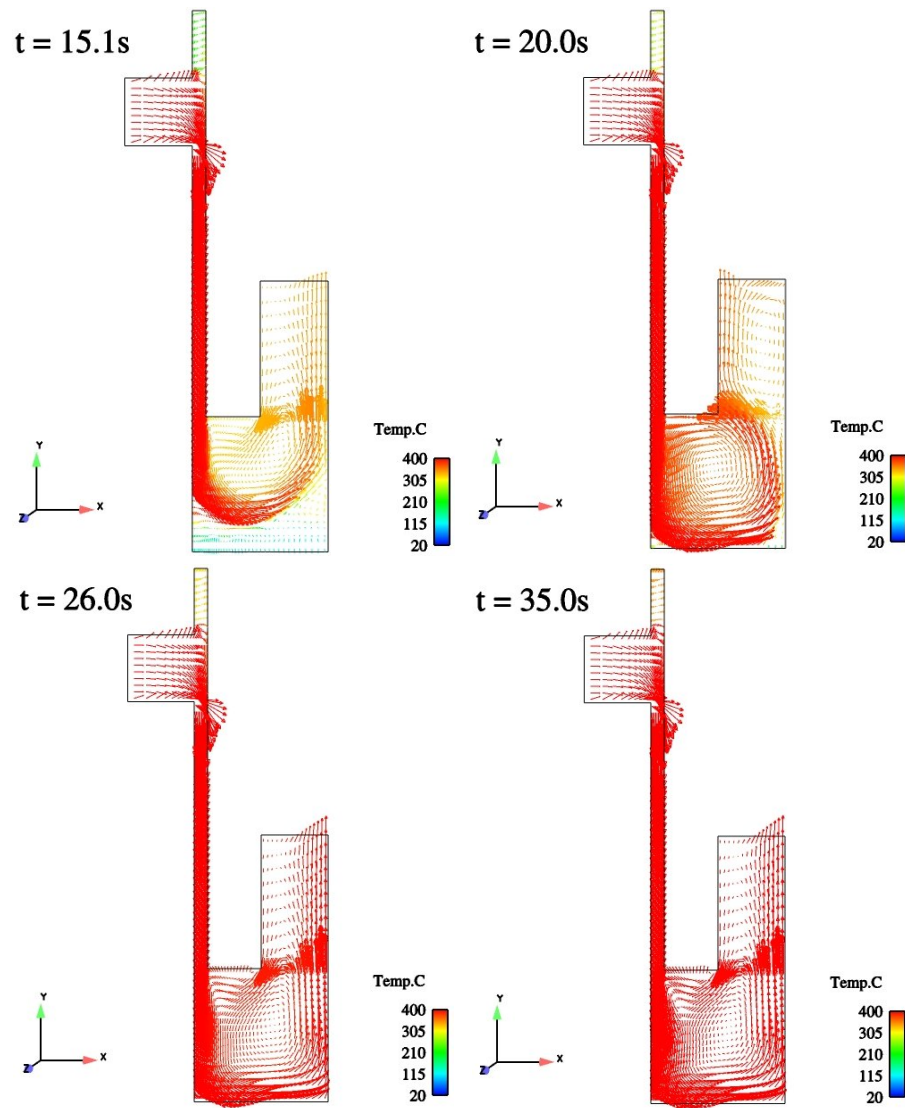 t = 15.1s
Temp.C
400
305
210
115
20
Y
X
Z
t = 20.0s
Temp.C
400
305
210
115
20
Y
X
Z
t = 26.0s
Temp.C
400
305
210
115
20
Y
X
Z
t = 35.0s
Temp.C
400
305
210
115
20
Y
X
Z